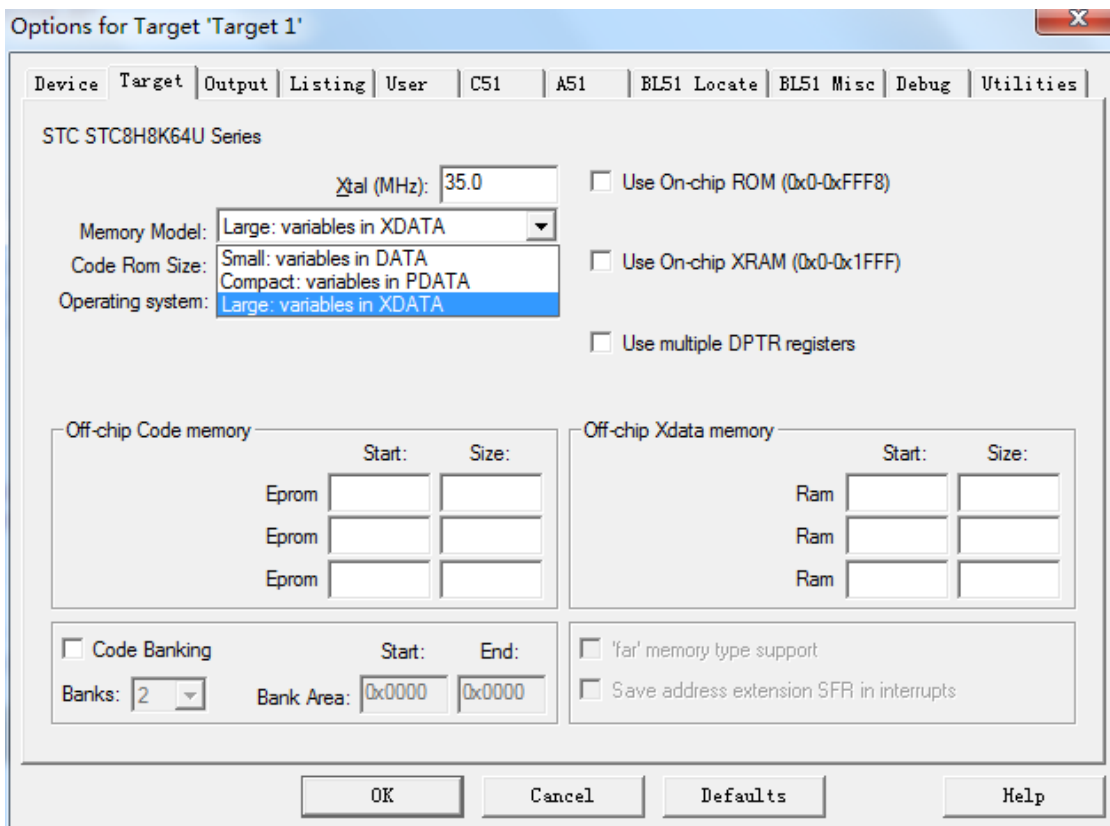 Options for Target 'Target 1'
X
Device Target Output Listing User C51 A51 BL51 Locate BL51 Misc Debug Utilities
STC STC8H8K64U Series
Xtal (MHz): 35.0
Use On-chip ROM (0x0-0xFFF8)
Memory Model: Large: variables in XDATA
Small: variables in DATA
Code Rom Size:
Compact: variables in PDATA
Use On-chip XRAM (0x0-0x1FFF)
Operating system:
Large: variables in XDATA
Use multiple DPTR registers
Off-chip Code memory
Start: Size:
Eprom
Eprom
Eprom
Off-chip Xdata memory
Start: Size:
Ram
Ram
Ram
Code Banking Start: End:
Banks: 2 Bank Area: 0x0000 0x0000
'far' memory type support
Save address extension SFR in interrupts
OK Cancel Defaults Help